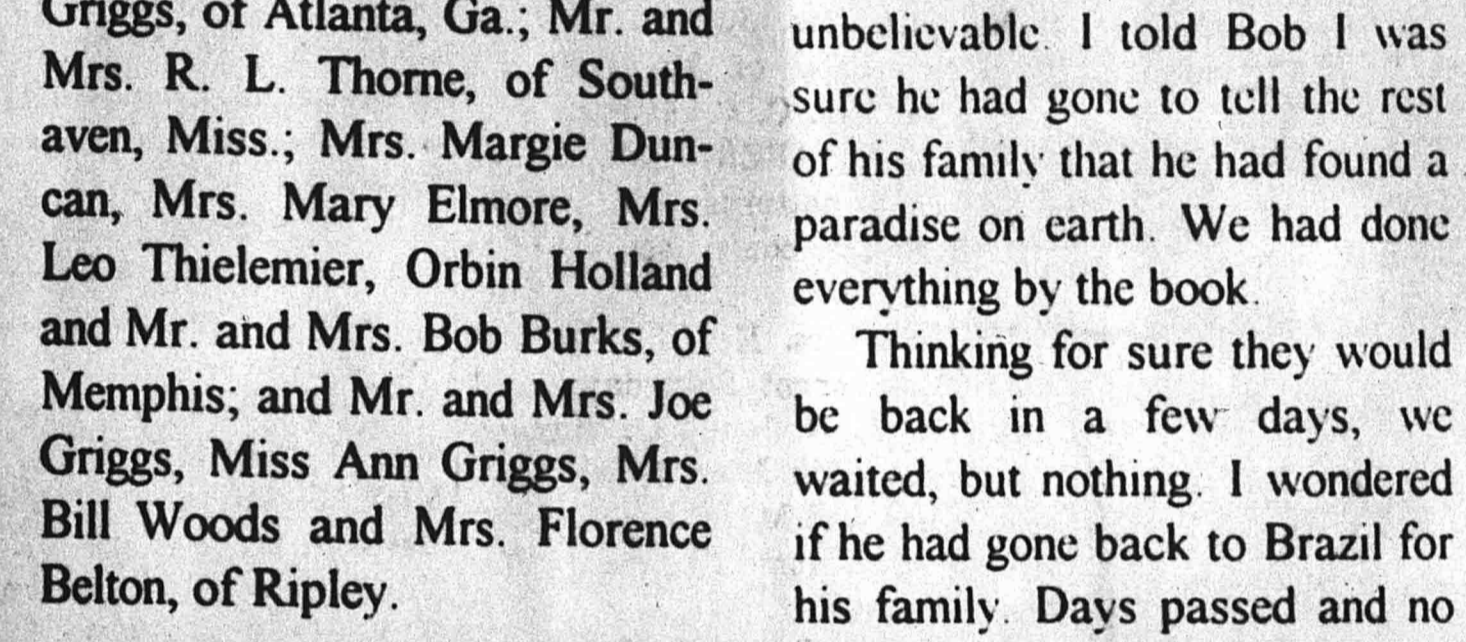 Griggs, of Atlanta, Ga.; Mr. and
Mrs. R. L. Thorne, of South-
aven, Miss.; Mrs. Margie Dun-
can, Mrs. Mary Elmore, Mrs.
Leo Thielemier, Orbin Holland
and Mr. and Mrs. Bob Burks, of
Memphis; and Mr. and Mrs. Joe
Griggs, Miss Ann Griggs, Mrs.
Bill Woods and Mrs. Florence
Belton, of Ripley.
unbelievable. I told Bob I was
sure he had gone to tell the rest
of his family that he had found a
paradise on earth. We had done
everything by the book.
Thinking for sure they would
be back in a few days, we
waited, but nothing. I wondered
if he had gone back to Brazil for
his family. Days passed and no